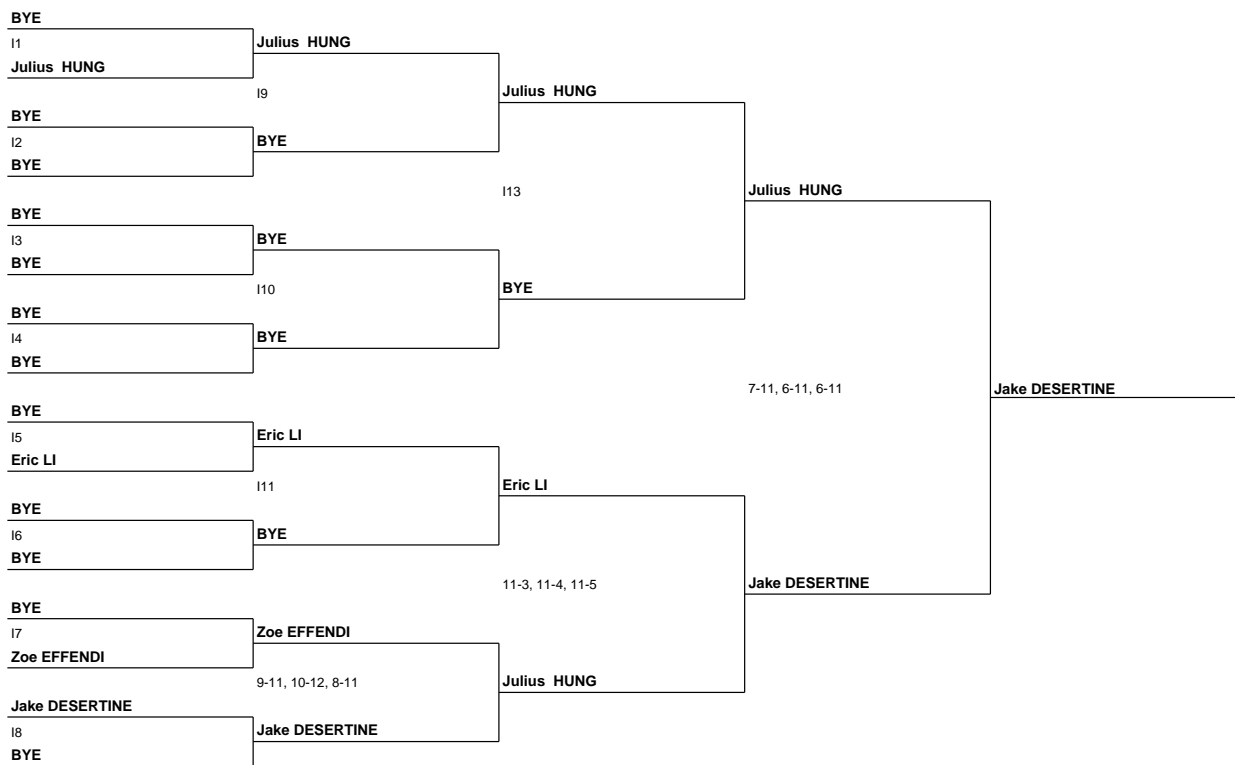 BYE
I1
Julius HUNG
BYE
I2
BYE
BYE
I3
BYE
BYE
I4
BYE
BYE
I5
Eric LI
BYE
I6
BYE
BYE
I7
Zoe EFFENDI
Jake DESERTINE
I8
BYE
Julius HUNG
I9
BYE
BYE
I10
BYE
Eric LI
I11
BYE
Zoe EFFENDI
9-11, 10-12, 8-11
Jake DESERTINE
Julius HUNG
I13
BYE
Eric LI
11-3, 11-4, 11-5
Julius HUNG
Julius HUNG
7-11, 6-11, 6-11
Jake DESERTINE
Jake DESERTINE